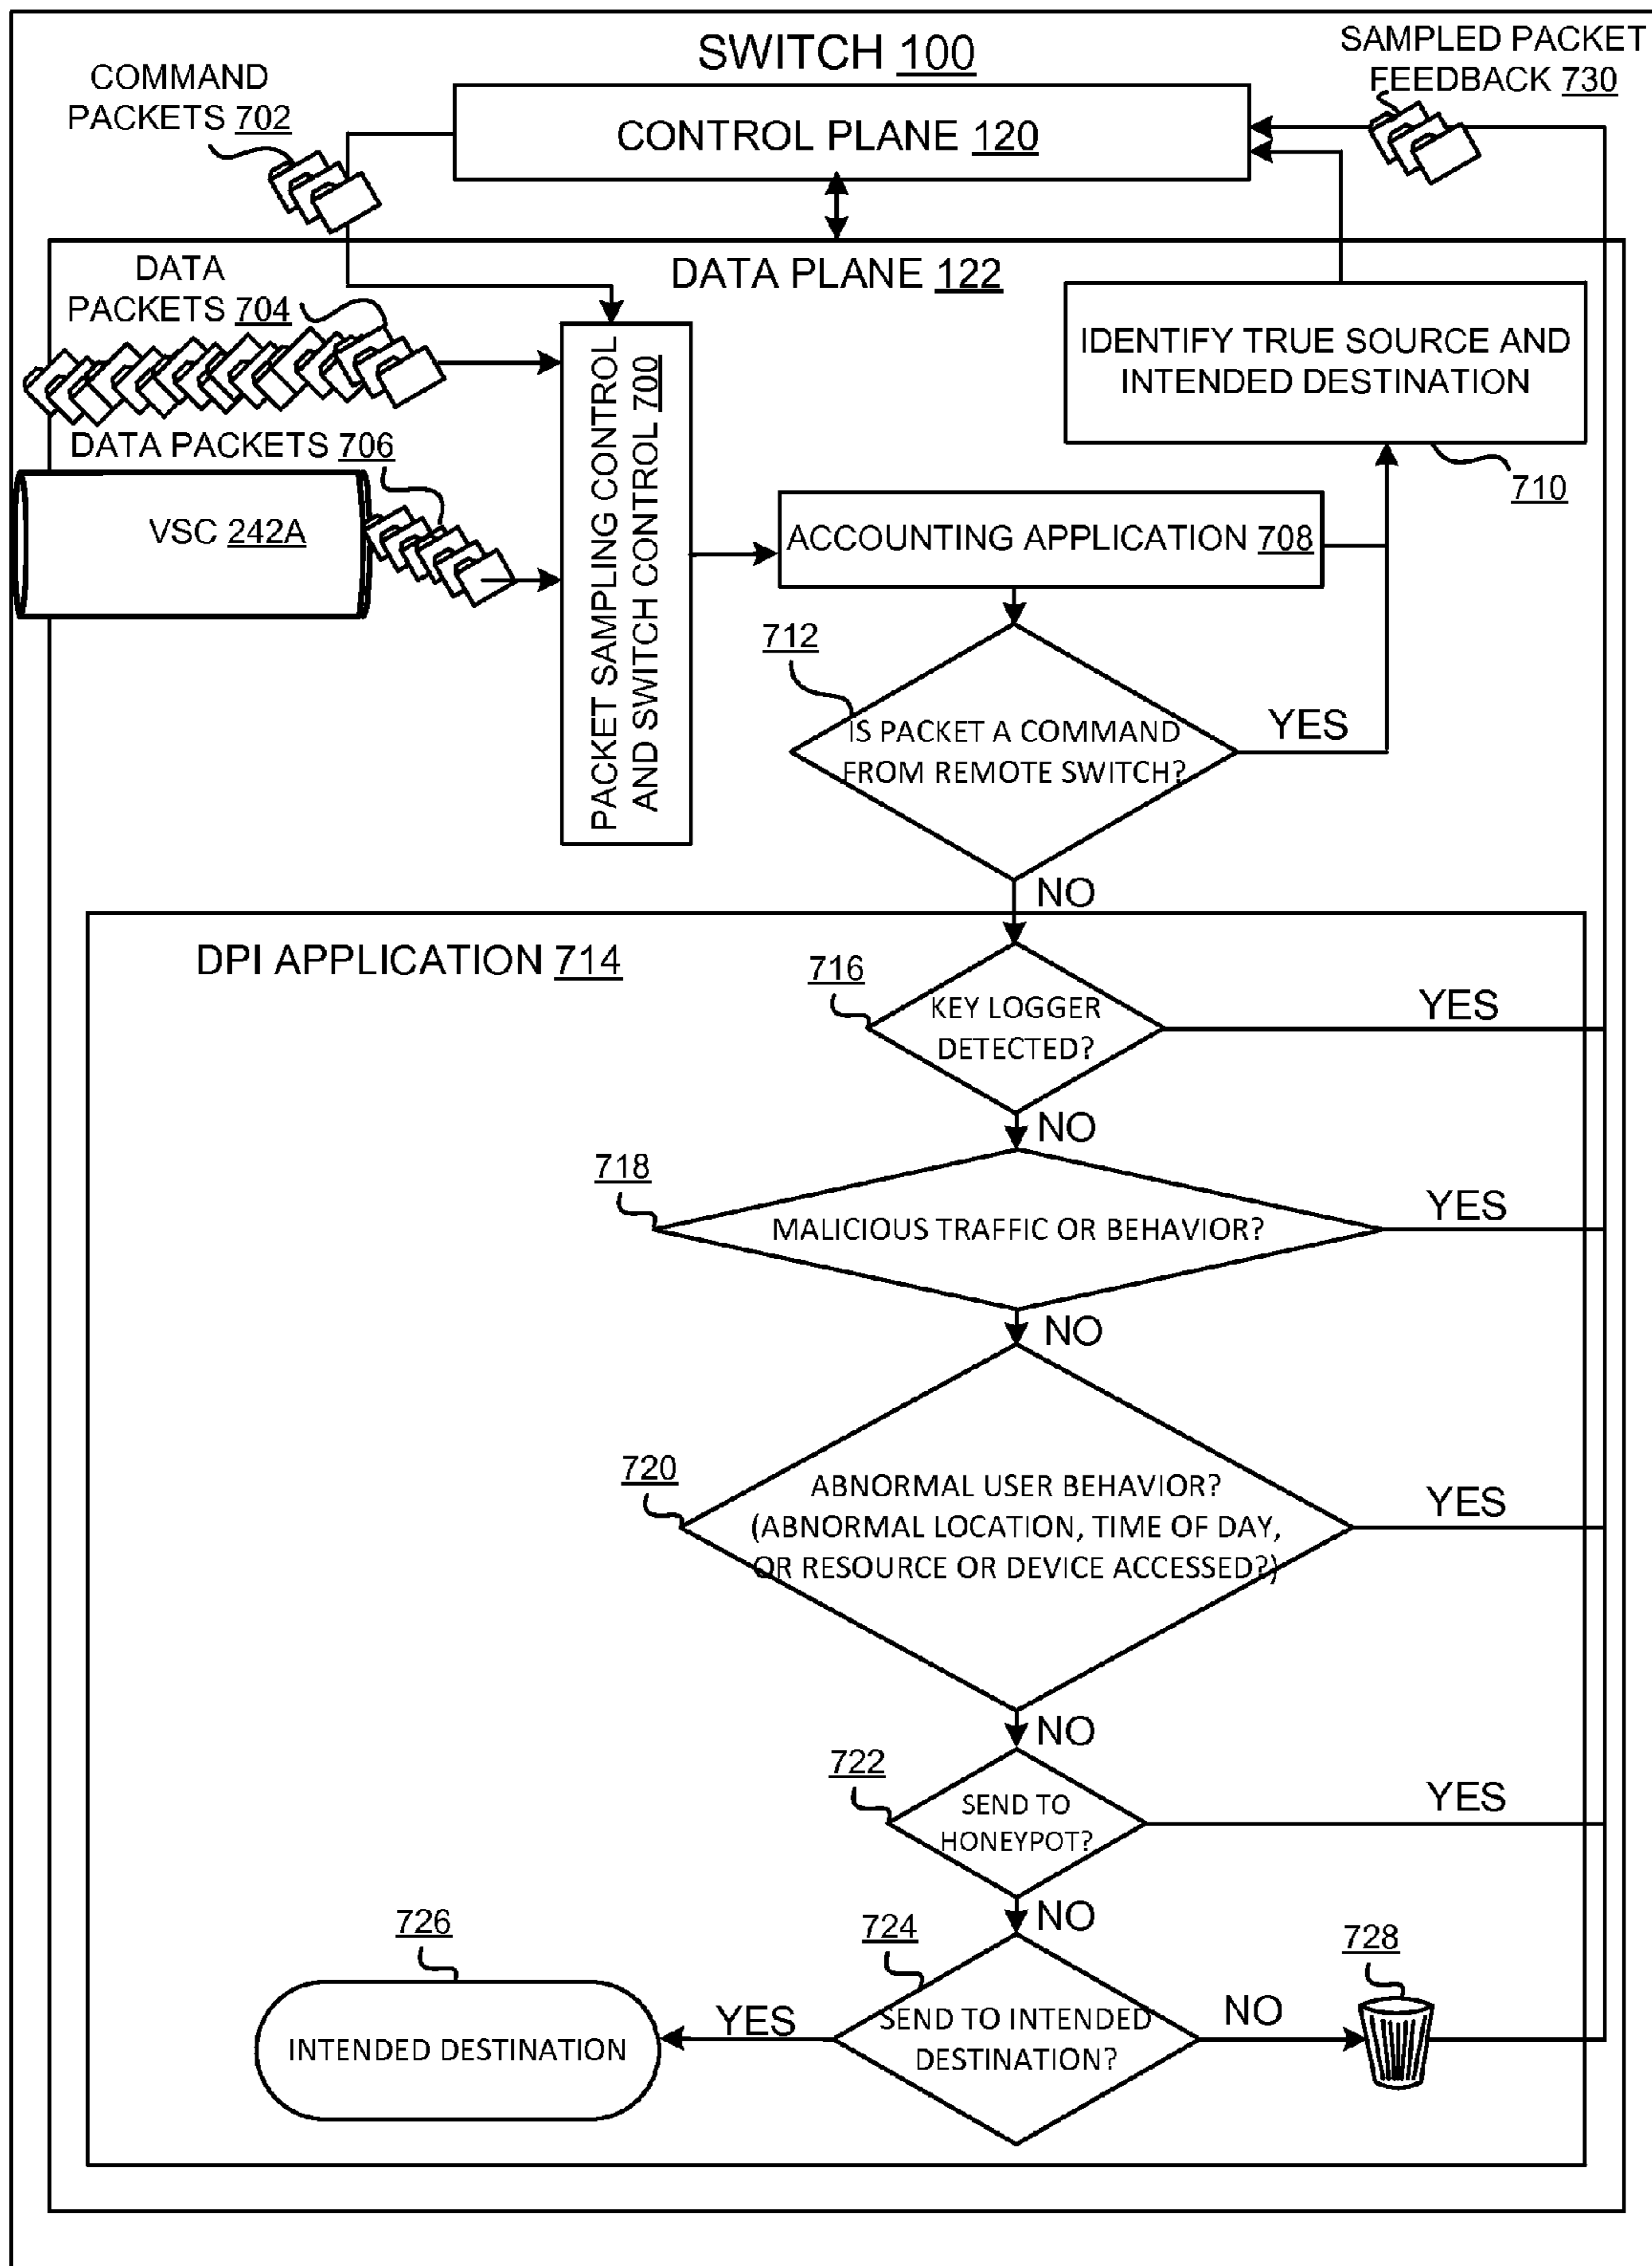 SWITCH 100
SAMPLED PACKET
FEEDBACK 730
COMMAND
PACKETS 702
CONTROL PLANE 120
DATA PLANE 122
DATA
PACKETS 704
IDENTIFY TRUE SOURCE AND
INTENDED DESTINATION
710
DATA PACKETS 706
VSC 242A
PACKET SAMPLING CONTROL
AND SWITCH CONTROL 700
ACCOUNTING APPLICATION 708
712
IS PACKET A COMMAND
FROM REMOTE SWITCH?
YES
NO
DPI APPLICATION 714
716
KEY LOGGER
DETECTED?
YES
NO
718
MALICIOUS TRAFFIC OR BEHAVIOR?
YES
NO
720
ABNORMAL USER BEHAVIOR?
(ABNORMAL LOCATION, TIME OF DAY,
OR RESOURCE OR DEVICE ACCESSED?)
YES
NO
722
SEND TO
HONEYPOT?
YES
NO
724
SEND TO INTENDED
DESTINATION?
YES
NO
726
INTENDED DESTINATION
728